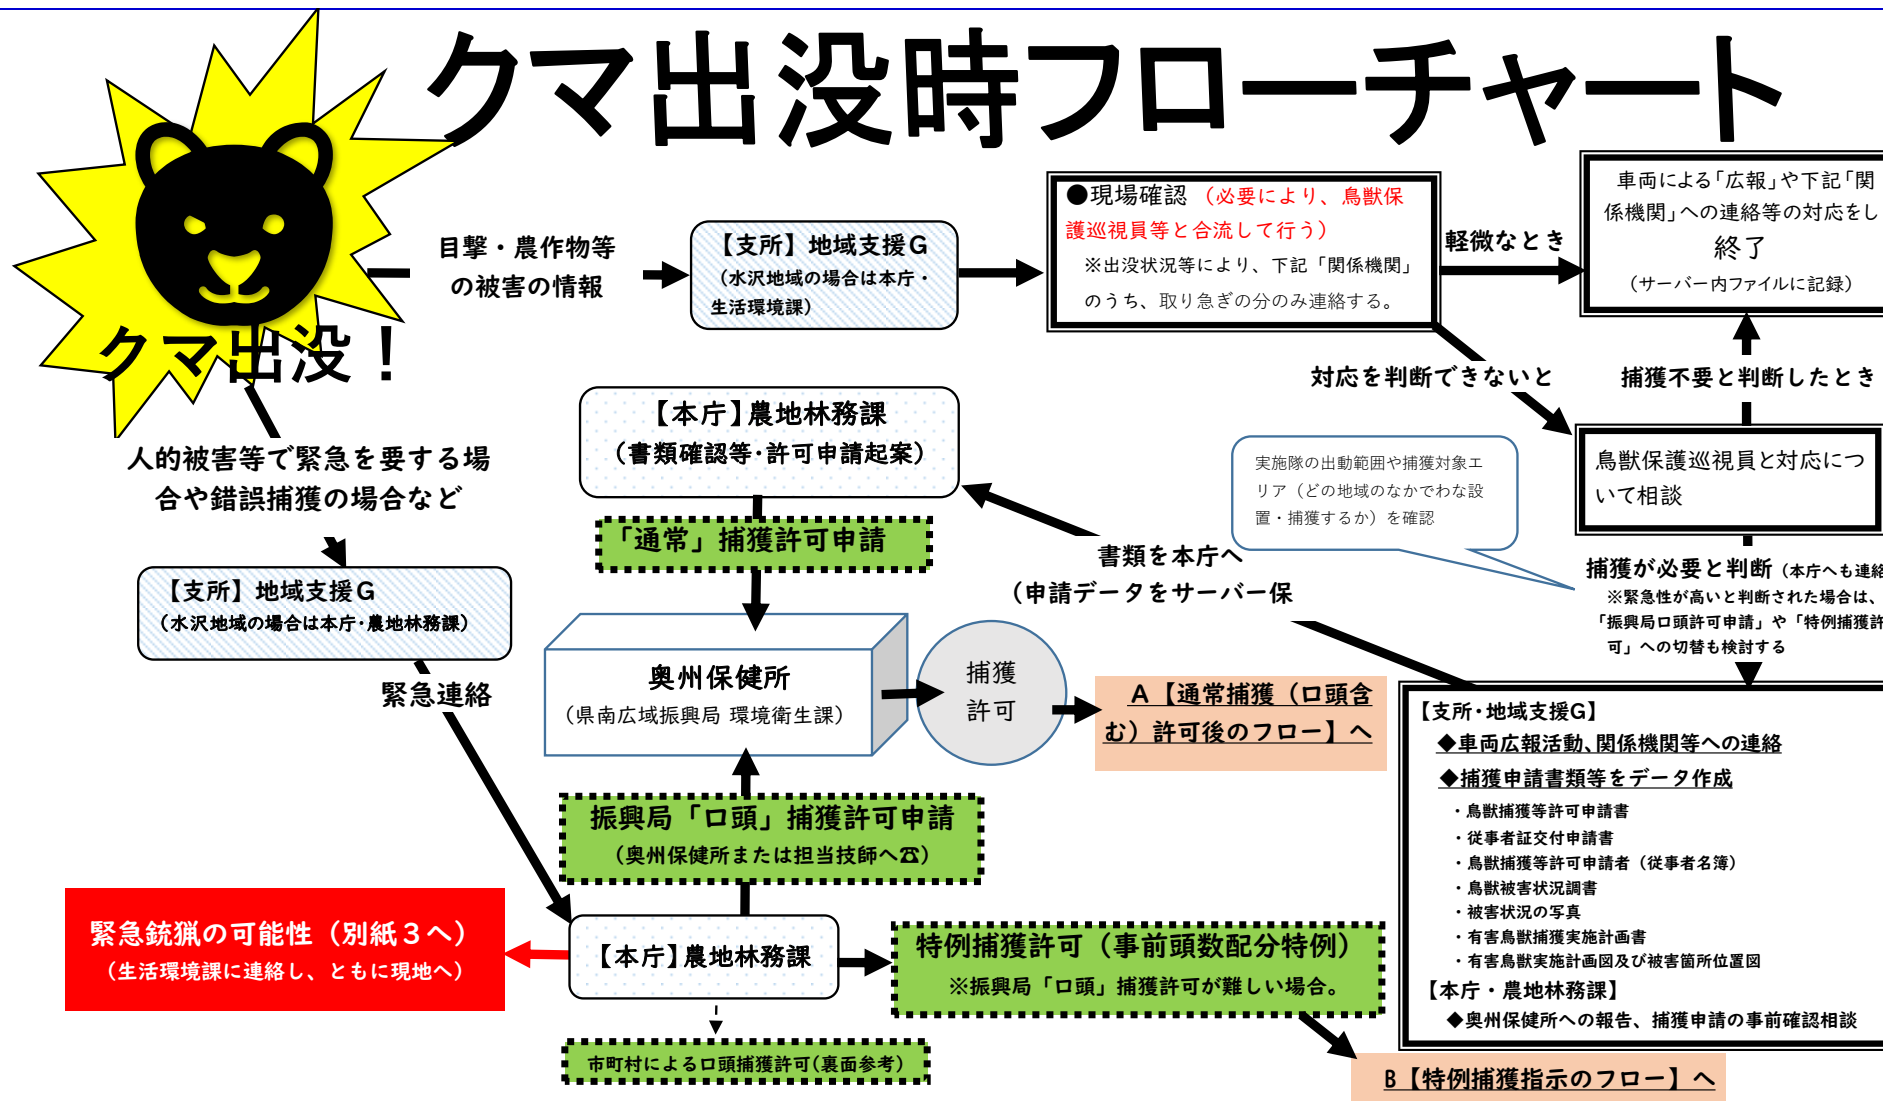 クマ出没時フローチャート
クマ出没！
目撃・農作物等
の被害の情報
【支所】地域支援G
（水沢地域の場合は本庁・
生活環境課）
●現場確認（必要により、鳥獣保
護巡視員等と合流して行う）
※出没状況等により、下記「関係機関」
のうち、取り急ぎの分のみ連絡する。
軽微なとき
車両による「広報」や下記「関
係機関」への連絡等の対応をし
終了
（サーバー内ファイルに記録）
対応を判断できないと
捕獲不要と判断したとき
鳥獣保護巡視員と対応につ
いて相談
実施隊の出動範囲や捕獲対象エ
リア（どの地域のなかでわな設
置・捕獲するか）を確認
捕獲が必要と判断（本庁へも連絡
※緊急性が高いと判断された場合は、
「振興局口頭許可申請」や「特例捕獲許
可」への切替も検討する
【支所・地域支援G】
◆車両広報活動、関係機関等への連絡
◆捕獲申請書類等をデータ作成
・鳥獣捕獲等許可申請書
・従事者証交付申請書
・鳥獣捕獲等許可申請者（従事者名簿）
・鳥獣被害状況調書
・被害状況の写真
・有害鳥獣捕獲実施計画書
・有害鳥獣実施計画図及び被害箇所位置図
【本庁・農地林務課】
◆奥州保健所への報告、捕獲申請の事前確認相談
書類を本庁へ
（申請データをサーバー保
【本庁】農地林務課
（書類確認等・許可申請起案）
「通常」捕獲許可申請
奥州保健所
（県南広域振興局 環境衛生課）
捕獲
許可
A【通常捕獲（口頭含
む）許可後のフロー】へ
人的被害等で緊急を要する場
合や錯誤捕獲の場合など
【支所】地域支援G
（水沢地域の場合は本庁・農地林務課）
緊急連絡
振興局「口頭」捕獲許可申請
（奥州保健所または担当技師へ☎）
【本庁】農地林務課
緊急銃猟の可能性（別紙３へ）
（生活環境課に連絡し、ともに現地へ）
特例捕獲許可（事前頭数配分特例）
※振興局「口頭」捕獲許可が難しい場合。
市町村による口頭捕獲許可(裏面参考)
B【特例捕獲指示のフロー】へ